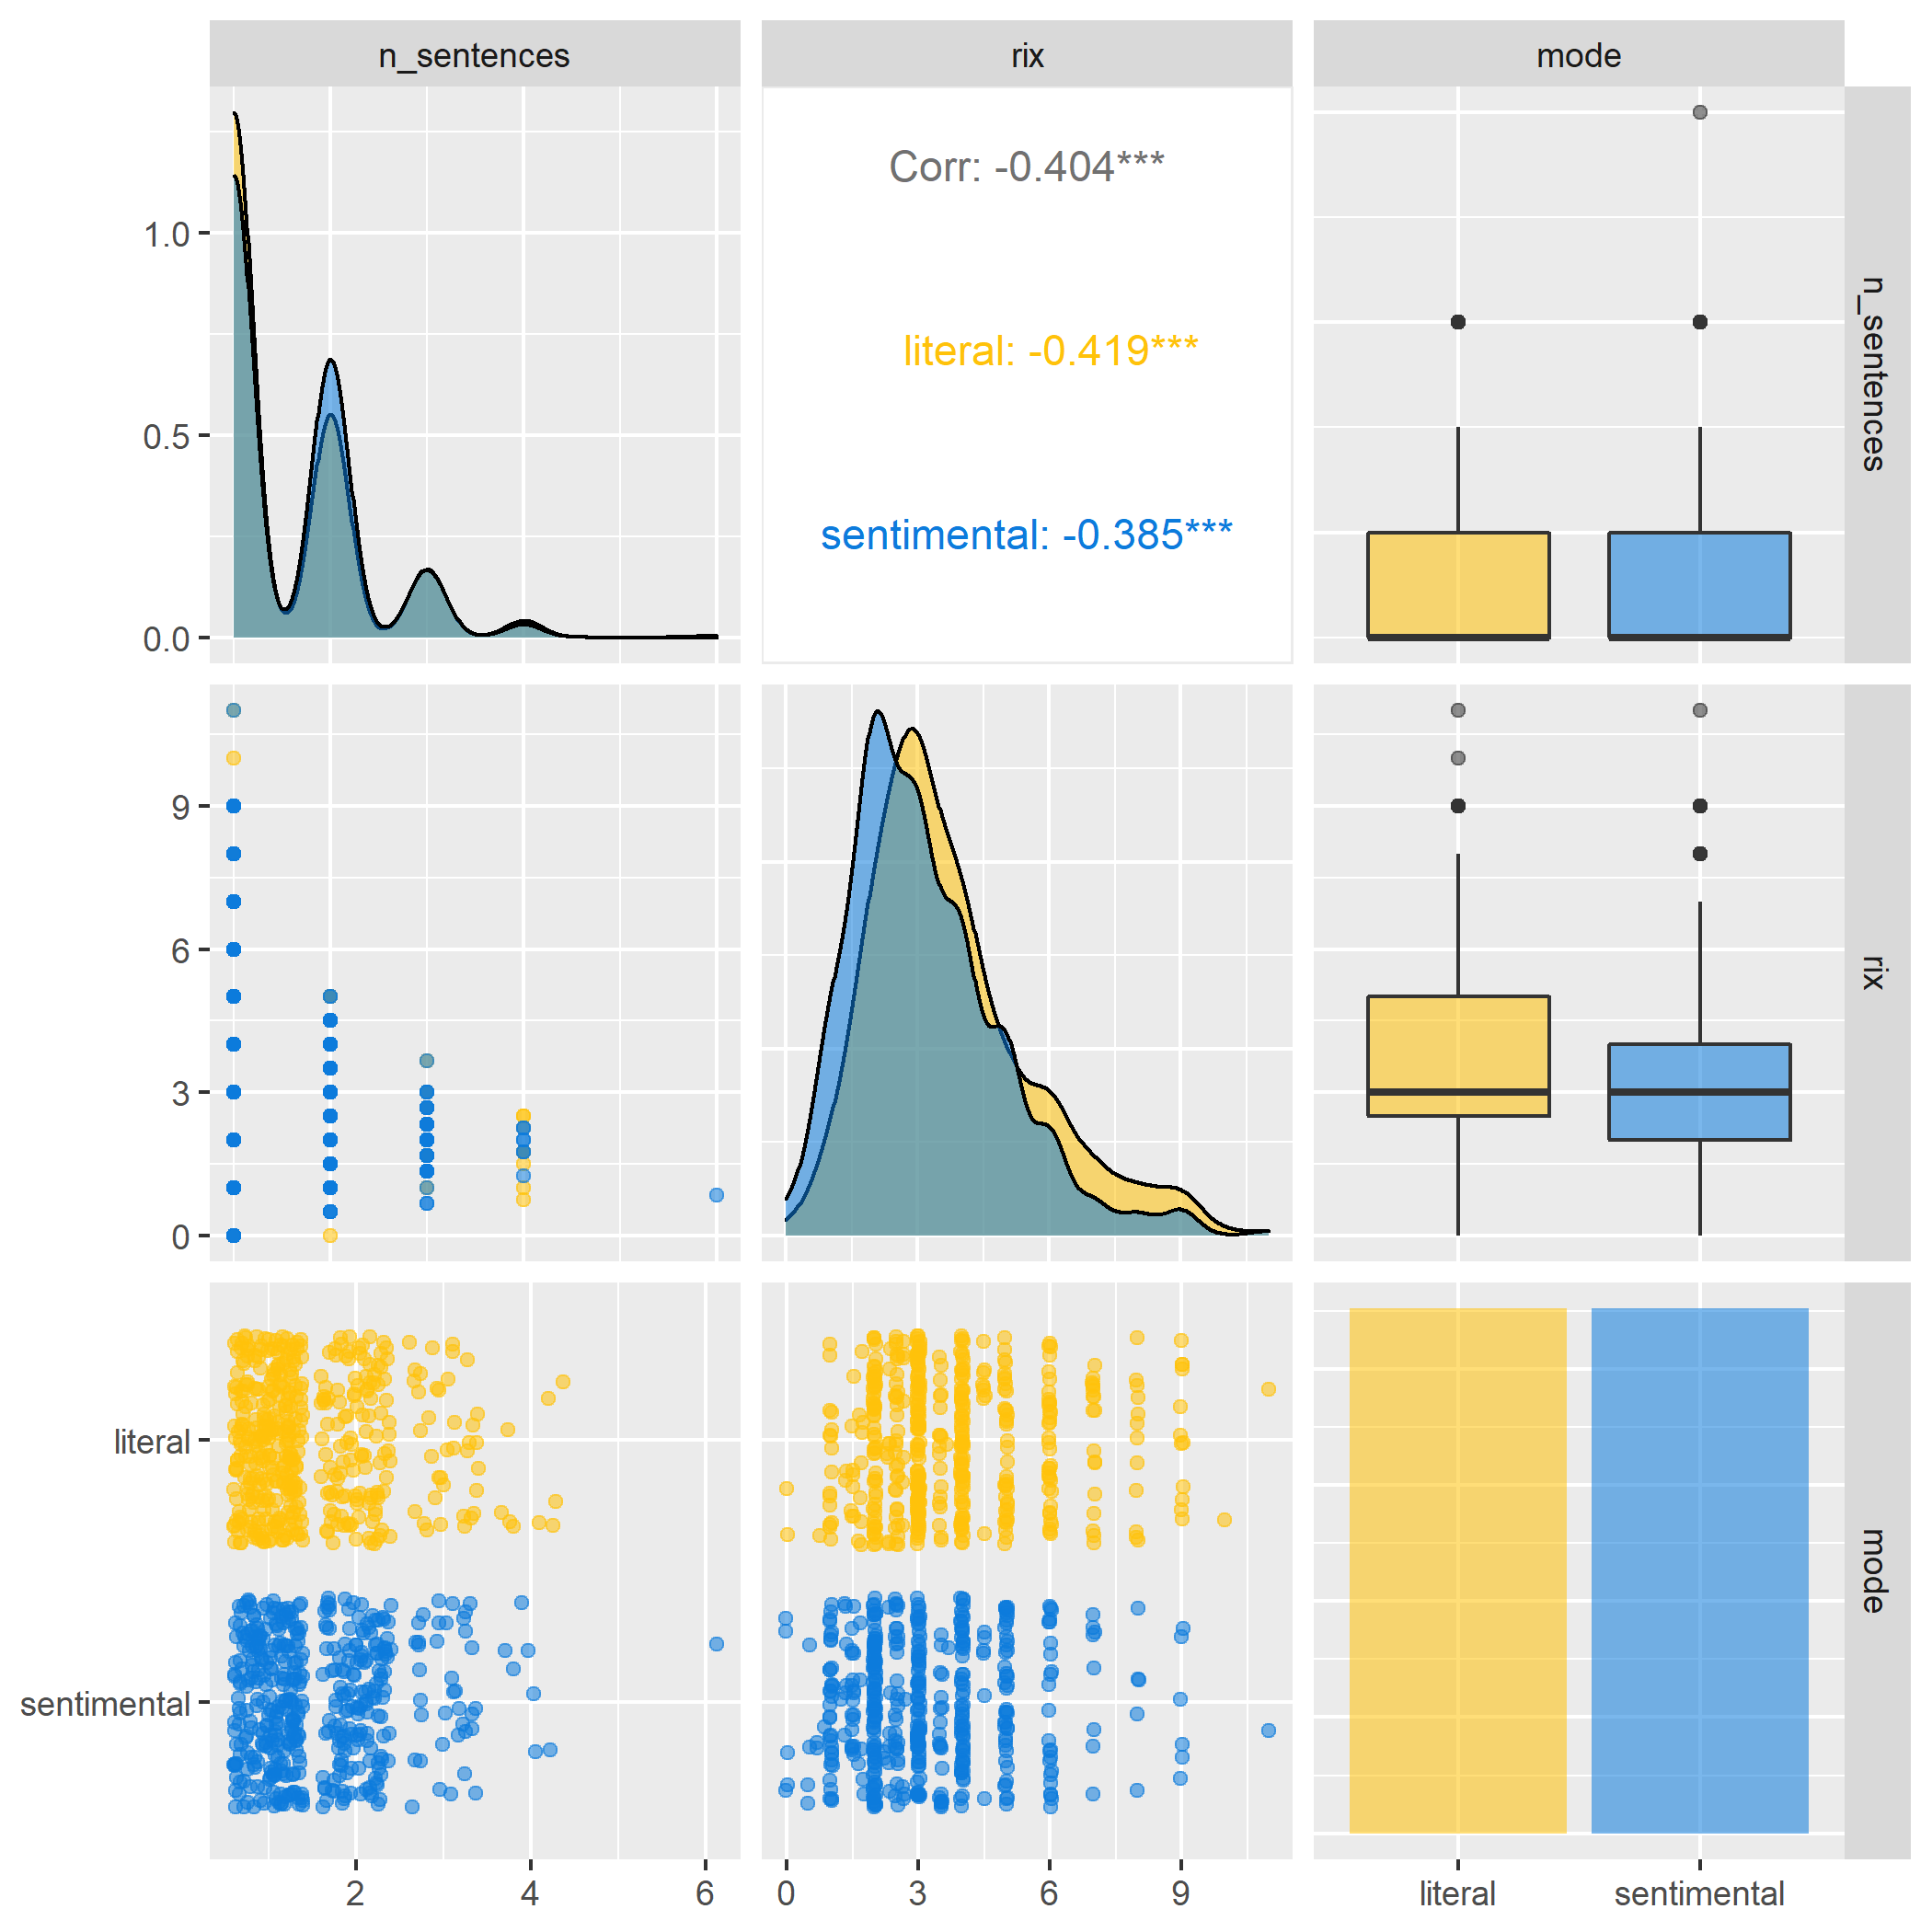 n_sentences rix mode
1.0
0.5
0.0
Corr: -0.404***
literal: -0.419***
sentimental: -0.385***
n_sentences
9
6
3
0
rix
literal
sentimental
mode
2 4 6 0 3 6 9 literal sentimental